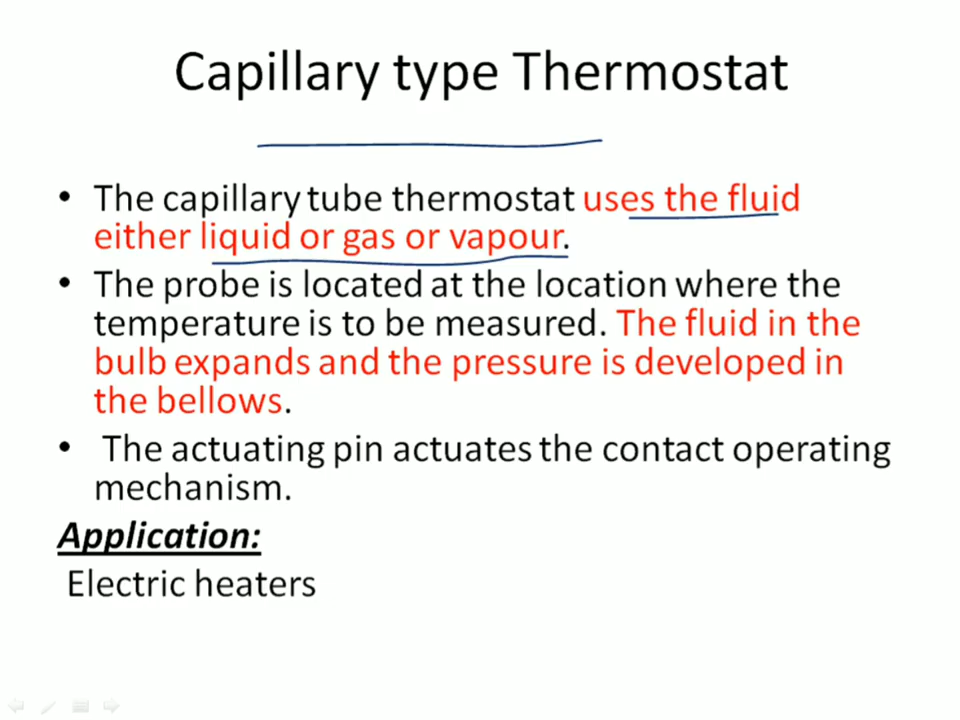 Capillary type Thermostat
• The capillary tube thermostat uses the fluid
either liquid or gas or vapour.
• The probe is located at the location where the
temperature is to be measured. The fluid in the
bulb expands and the pressure is developed in
the bellows.
• The actuating pin actuates the contact operating
mechanism.
Application:
Electric heaters